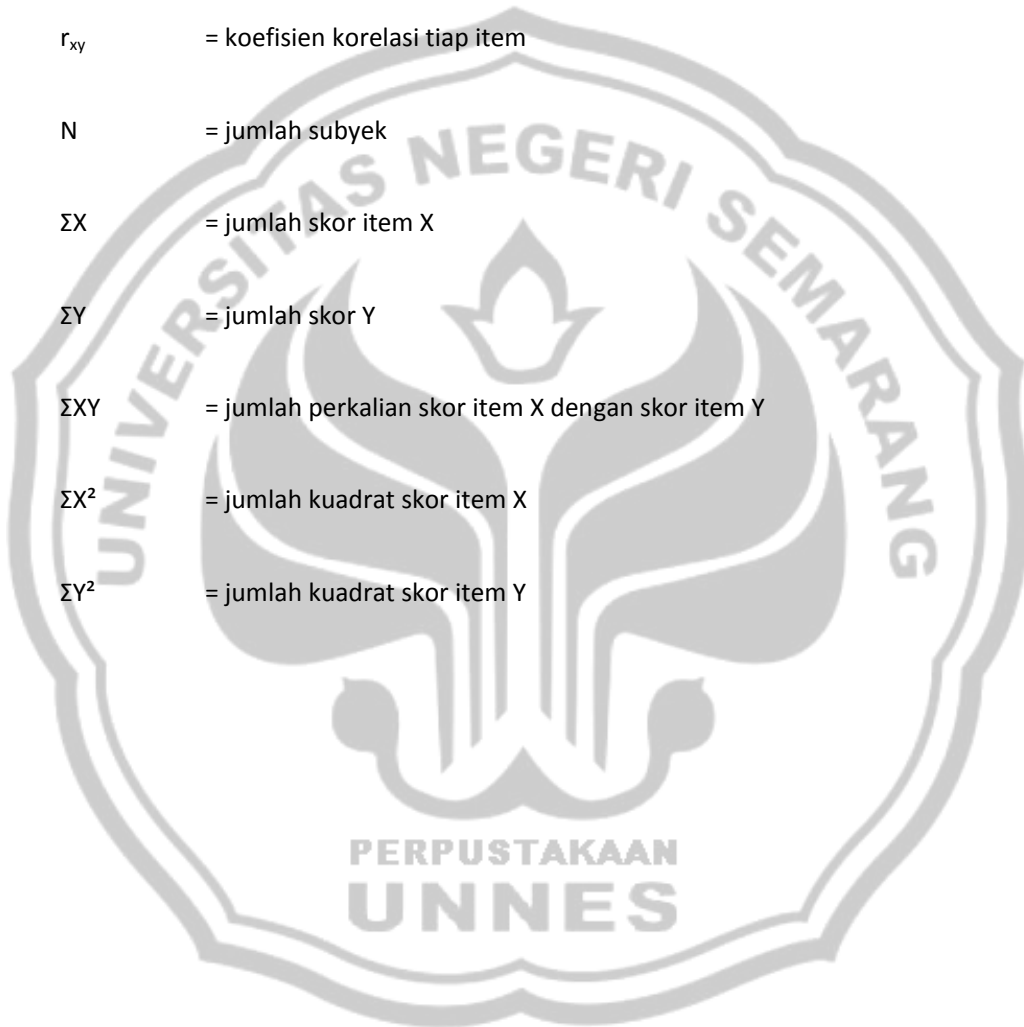 r_xy = koefisien korelasi tiap item
N = jumlah subyek
ΣX = jumlah skor item X
ΣY = jumlah skor Y
ΣXY = jumlah perkalian skor item X dengan skor item Y
ΣX² = jumlah kuadrat skor item X
ΣY² = jumlah kuadrat skor item Y
UNIVERSITAS NEGERI SEMARANG
PERPUSTAKAAN
UNNES